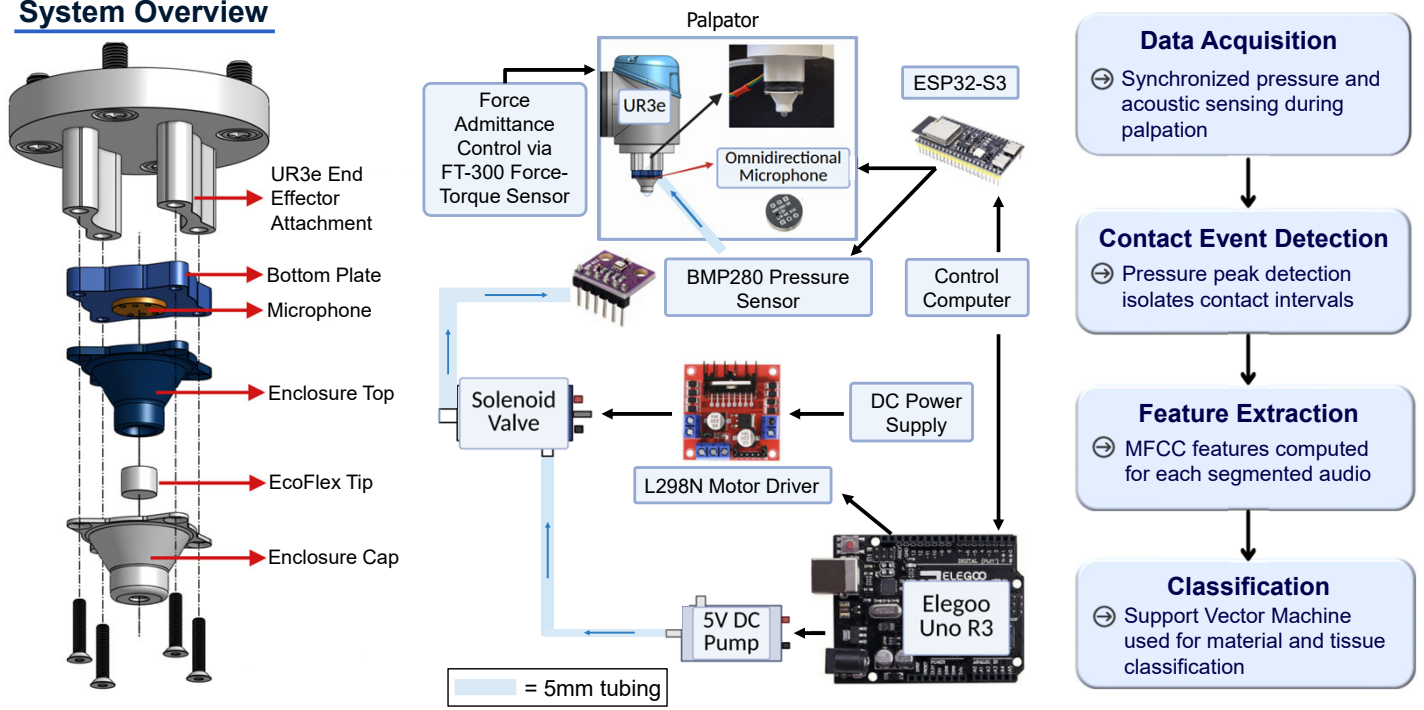 System Overview
UR3e End
Effector
Attachment
Bottom Plate
Microphone
Enclosure Top
EcoFlex Tip
Enclosure Cap
Palpator
Force
Admittance
Control via
FT-300 Force-
Torque Sensor
UR3e
Omnidirectional
Microphone
ESP32-S3
BMP280 Pressure
Sensor
Control
Computer
Solenoid
Valve
DC Power
Supply
L298N Motor Driver
ELEGOO
Elegoo
Uno R3
5V DC
Pump
= 5mm tubing
Data Acquisition
Synchronized pressure and
acoustic sensing during
palpation
Contact Event Detection
Pressure peak detection
isolates contact intervals
Feature Extraction
MFCC features computed
for each segmented audio
Classification
Support Vector Machine
used for material and tissue
classification